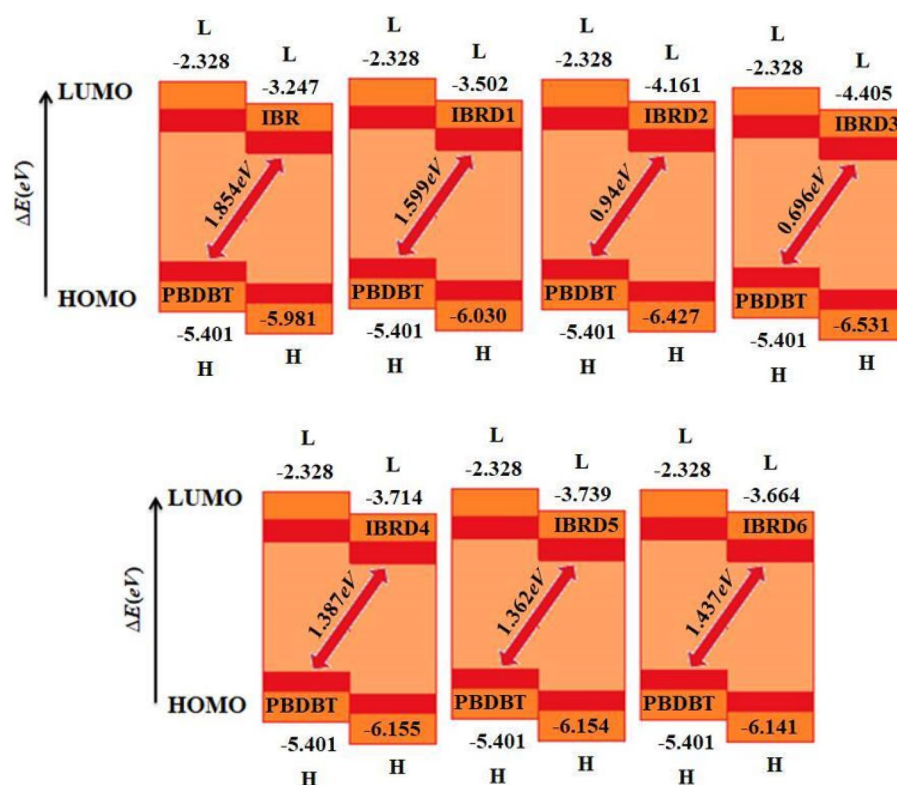 L L L L
-2.328 L -2.328 L -2.328 L -2.328 L
LUMO -3.247 -3.502 -4.161 -4.405
IBR IBRD1 IBRD2 IBRD3
ΔE(eV) 1.854eV 1.599eV 0.94eV 0.696eV
HOMO PBDBT PBDBT PBDBT PBDBT
-5.981 -6.030 -6.427 -6.531
-5.401 -5.401 -5.401 -5.401
H H H H H H H H
L L L
-2.328 L -2.328 L -2.328 L
LUMO -3.714 -3.739 -3.664
IBRD4 IBRD5 IBRD6
ΔE(eV) 1.387eV 1.362eV 1.437eV
HOMO PBDBT PBDBT PBDBT
-6.155 -6.154 -6.141
-5.401 -5.401 -5.401
H H H H H H